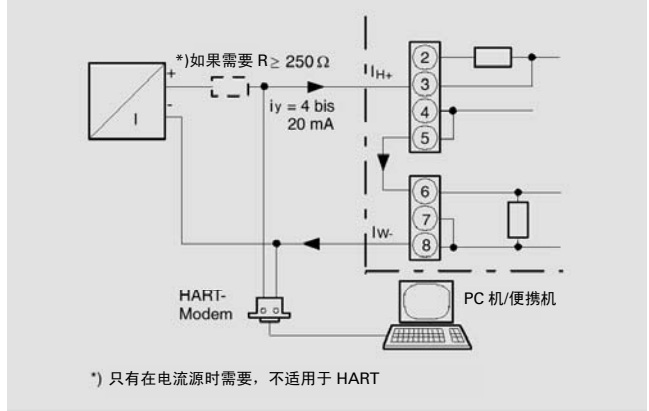 *)如果需要 R≥ 250 Ω
+
-
I
iy = 4 bis
20 mA
IH+
2
3
4
5
6
7
8
Iw-
HART-
Modem
PC 机/便携机
*) 只有在电流源时需要，不适用于 HART